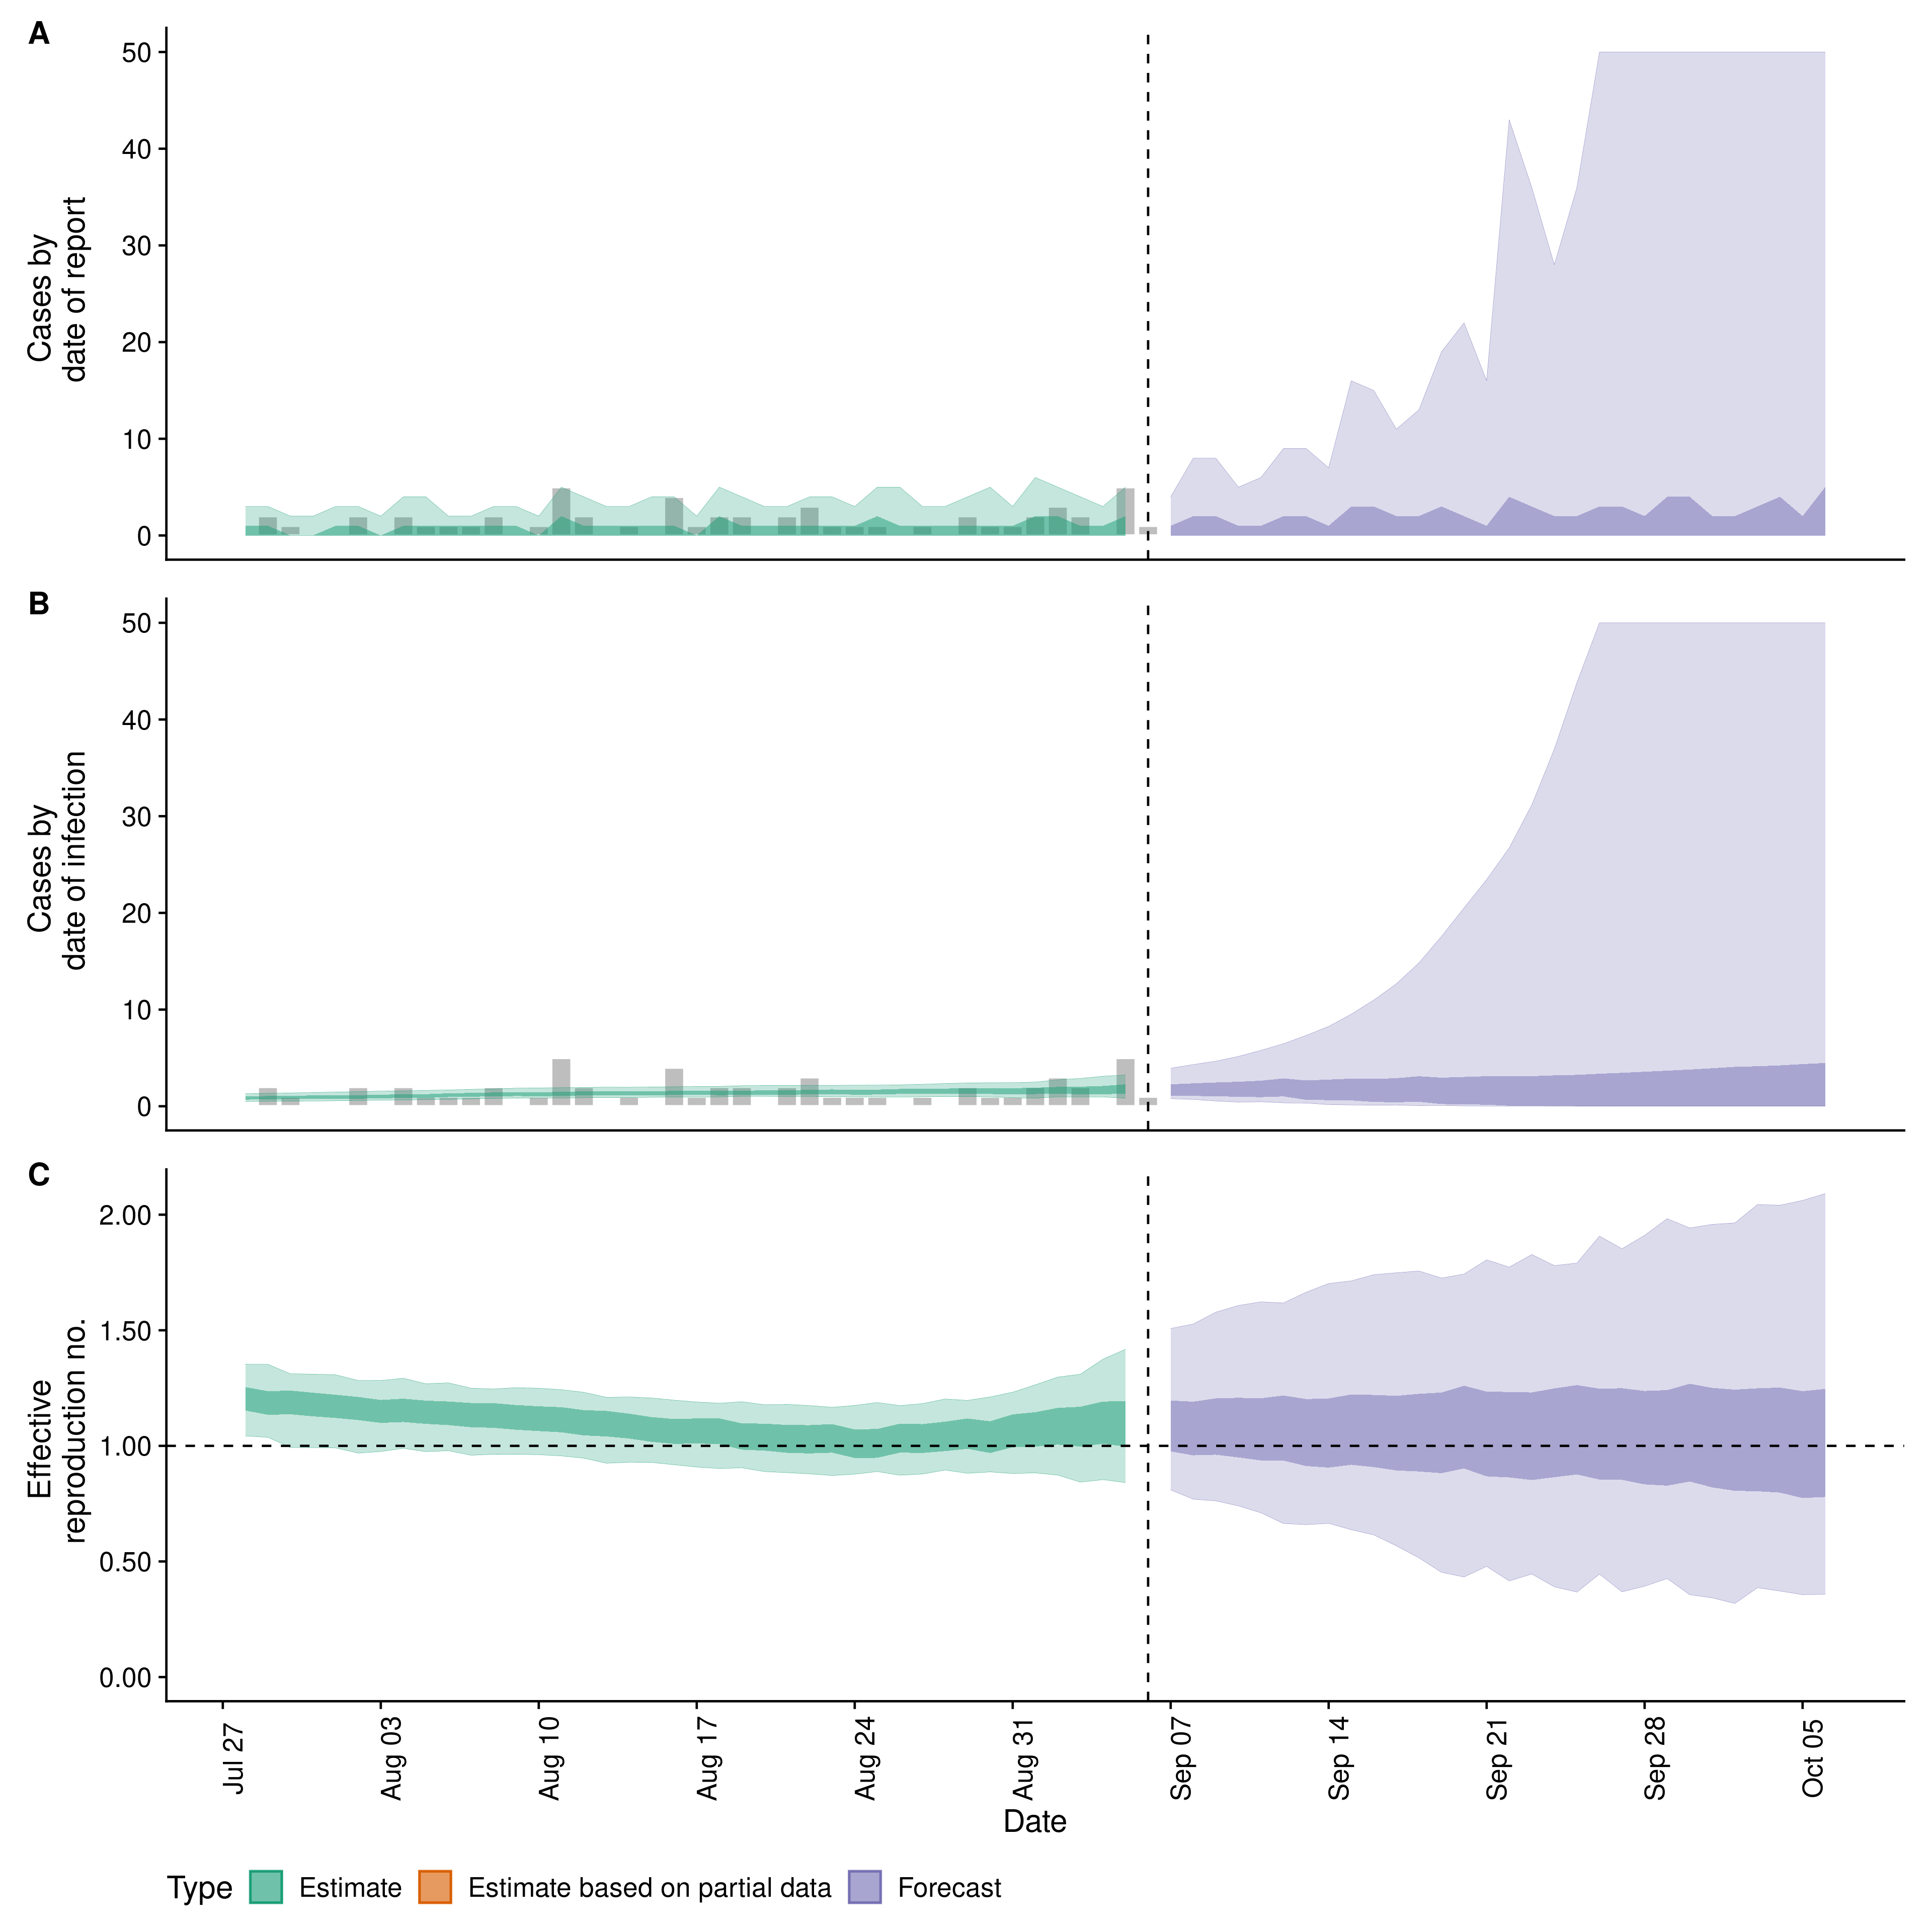 A
Cases by
date of report
50
40
30
20
10
0
B
Cases by
date of infection
50
40
30
20
10
0
C
Effective
reproduction no.
2.00
1.50
1.00
0.50
0.00
Jul 27
Aug 03
Aug 10
Aug 17
Aug 24
Aug 31
Sep 07
Sep 14
Sep 21
Sep 28
Oct 05
Date
Type Estimate Estimate based on partial data Forecast